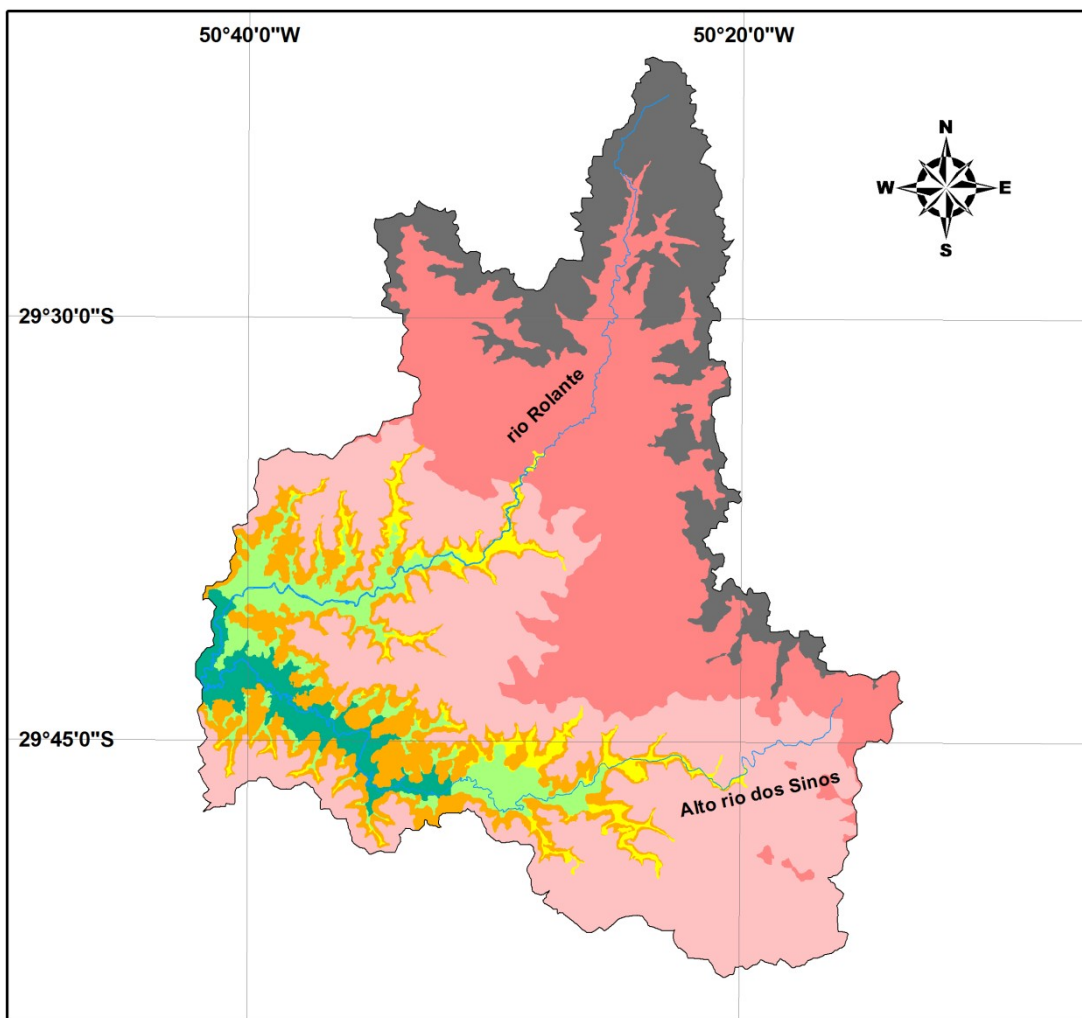 50°40'0"W
50°20'0"W
N
W
E
S
29°30'0"S
rio Rolante
29°45'0"S
Alto rio dos Sinos